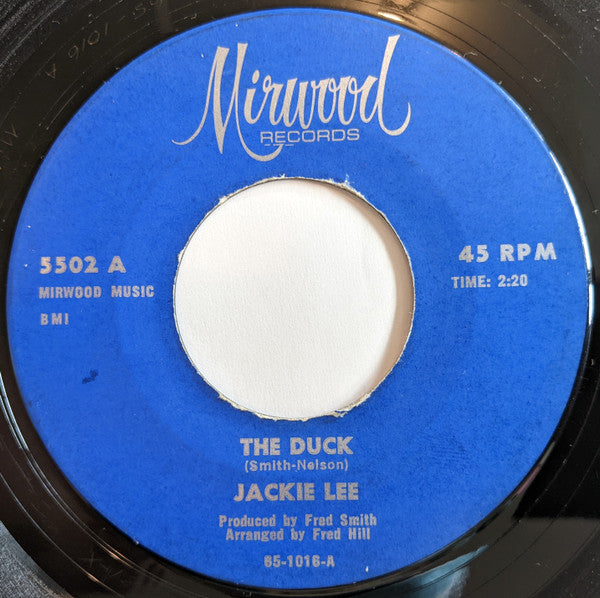 Mirwood
RECORDS
5502 A
MIRWOOD MUSIC
BMI
45 RPM
TIME: 2:20
THE DUCK
(Smith-Nelson)
JACKIE LEE
Produced by Fred Smith
Arranged by Fred Hill
65-1016-A